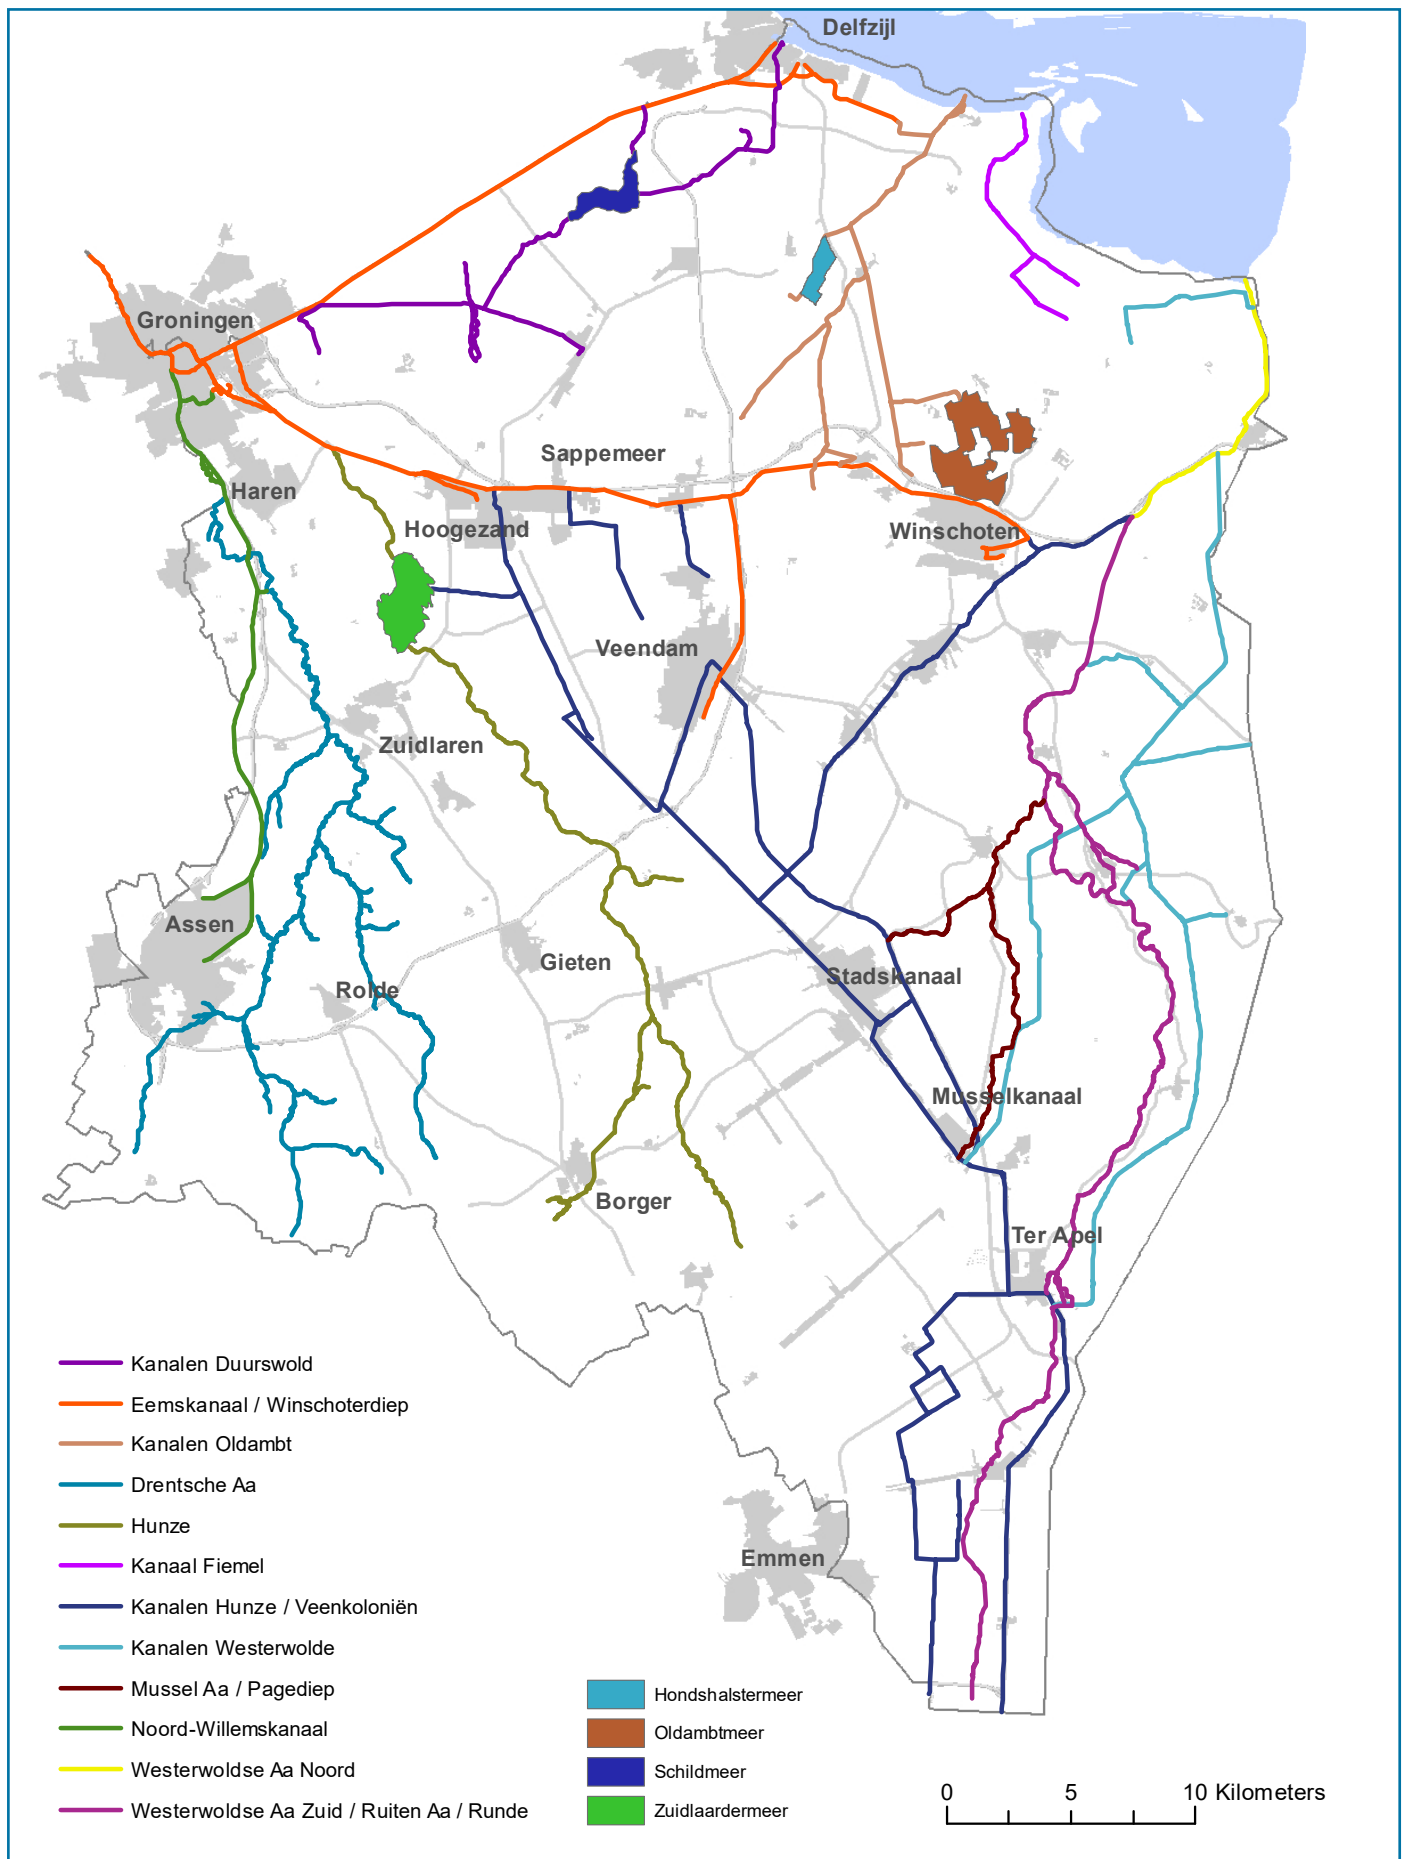 Delfzijl
Groningen
Sappemeer
Haren
Hoogezand
Winschoten
Veendam
Zuidlaren
Assen
Gieten
Rolde
Stadskanaal
Musselkanaal
Borger
Ter Apel
Emmen
Kanalen Duurswold
Eemskanaal / Winschoterdiep
Kanalen Oldambt
Drentsche Aa
Hunze
Kanaal Fiemel
Kanalen Hunze / Veenkoloniën
Kanalen Westerwolde
Mussel Aa / Pagediep
Noord-Willemskanaal
Westerwoldse Aa Noord
Westerwoldse Aa Zuid / Ruiten Aa / Runde
Hondshalstermeer
Oldambtmeer
Schildmeer
Zuidlaardermeer
0 5 10 Kilometers